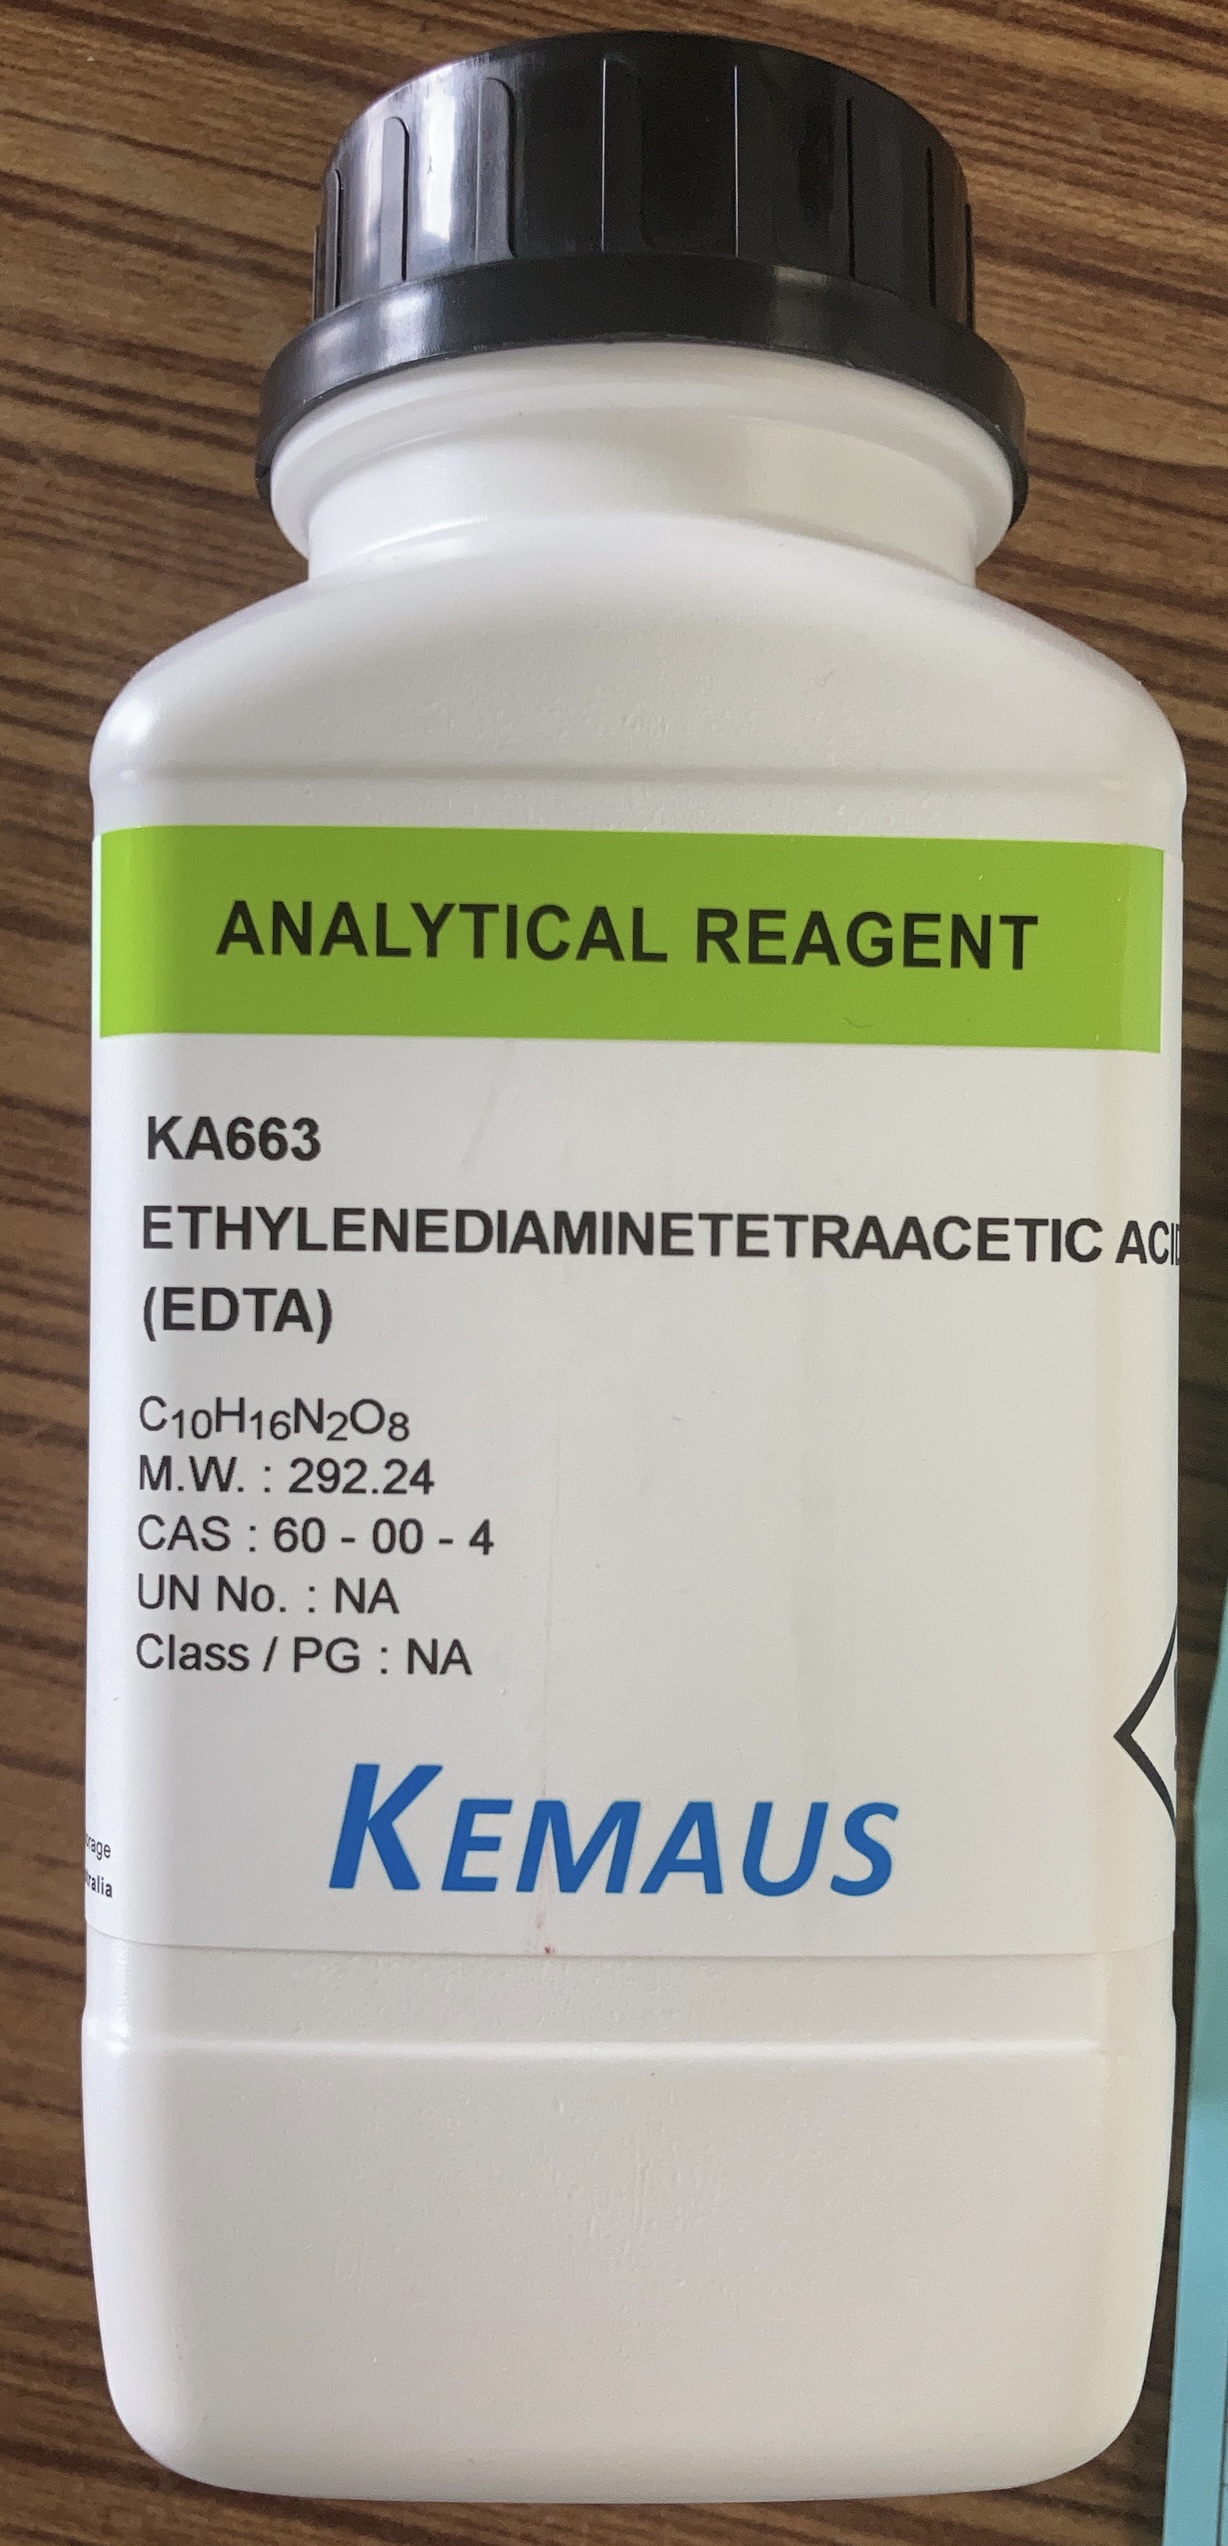 ANALYTICAL REAGENT
KA663
ETHYLENEDIAMINETETRAACETIC ACID
(EDTA)
C₁₀H₁₆N₂O₈
M.W. : 292.24
CAS : 60 - 00 - 4
UN No. : NA
Class / PG : NA
KEMAUS